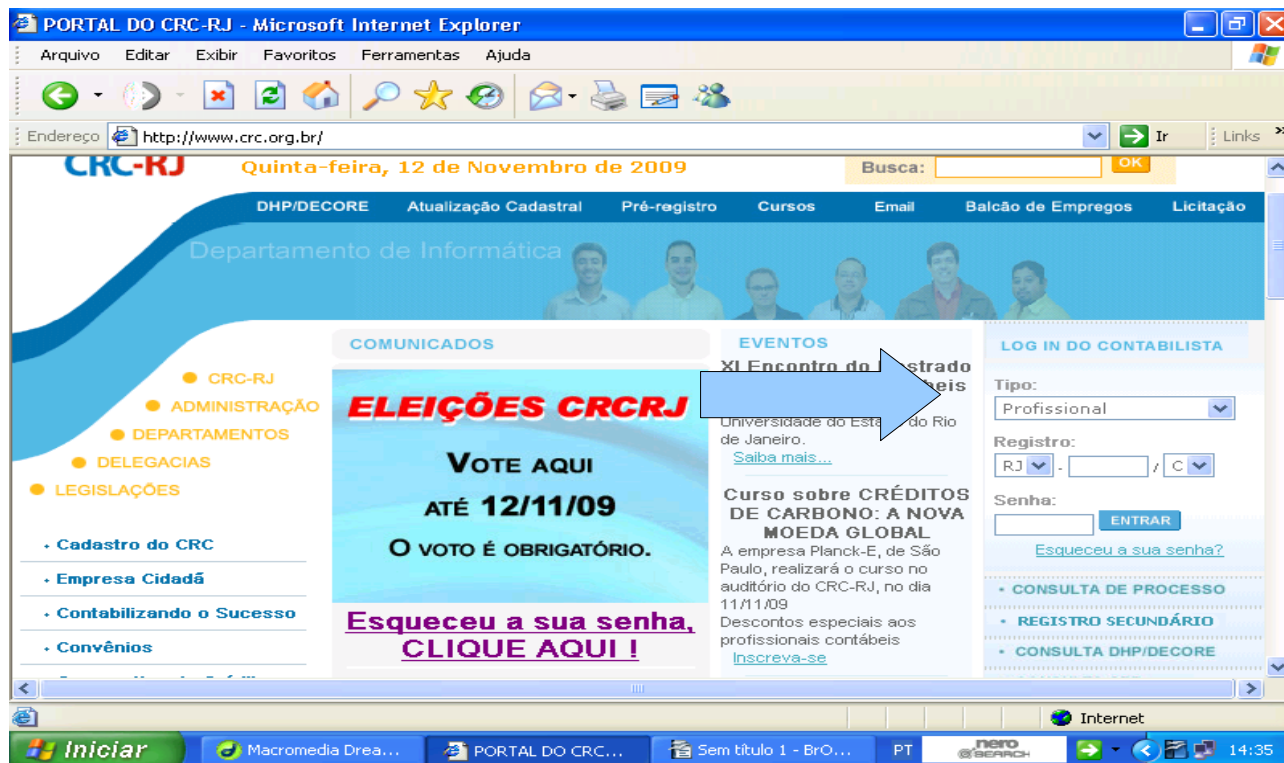 PORTAL DO CRC-RJ - Microsoft Internet Explorer
Arquivo Editar Exibir Favoritos Ferramentas Ajuda
Endereço http://www.crc.org.br/ Ir Links
CRC-RJ Quinta-feira, 12 de Novembro de 2009 Busca: OK
DHP/DECORE Atualização Cadastral Pré-registro Cursos Email Balcão de Empregos Licitação
Departamento de Informática
CRC-RJ
ADMINISTRAÇÃO
DEPARTAMENTOS
DELEGACIAS
LEGISLAÇÕES
Cadastro do CRC
Empresa Cidadã
Contabilizando o Sucesso
Convênios
COMUNICADOS
ELEIÇÕES CRCRJ
VOTE AQUI
ATÉ 12/11/09
O VOTO É OBRIGATÓRIO.
Esqueceu a sua senha,
CLIQUE AQUI !
EVENTOS
XI Encontro do
Universidade do do Rio
de Janeiro.
Saiba mais...
Curso sobre CRÉDITOS
DE CARBONO: A NOVA
MOEDA GLOBAL
A empresa Planck-E, de São
Paulo, realizará o curso no
auditório do CRC-RJ, no dia
11/11/09
Descontos especiais aos
profissionais contábeis
Inscreva-se
LOG IN DO CONTABILISTA
Tipo:
Profissional
Registro:
RJ - / C
Senha:
ENTRAR
Esqueceu a sua senha?
CONSULTA DE PROCESSO
REGISTRO SECUNDÁRIO
CONSULTA DHP/DECORE
Internet
Iniciar Macromedia Drea... PORTAL DO CRC... Sem título 1 - BrO... PT nero SEARCH 14:35